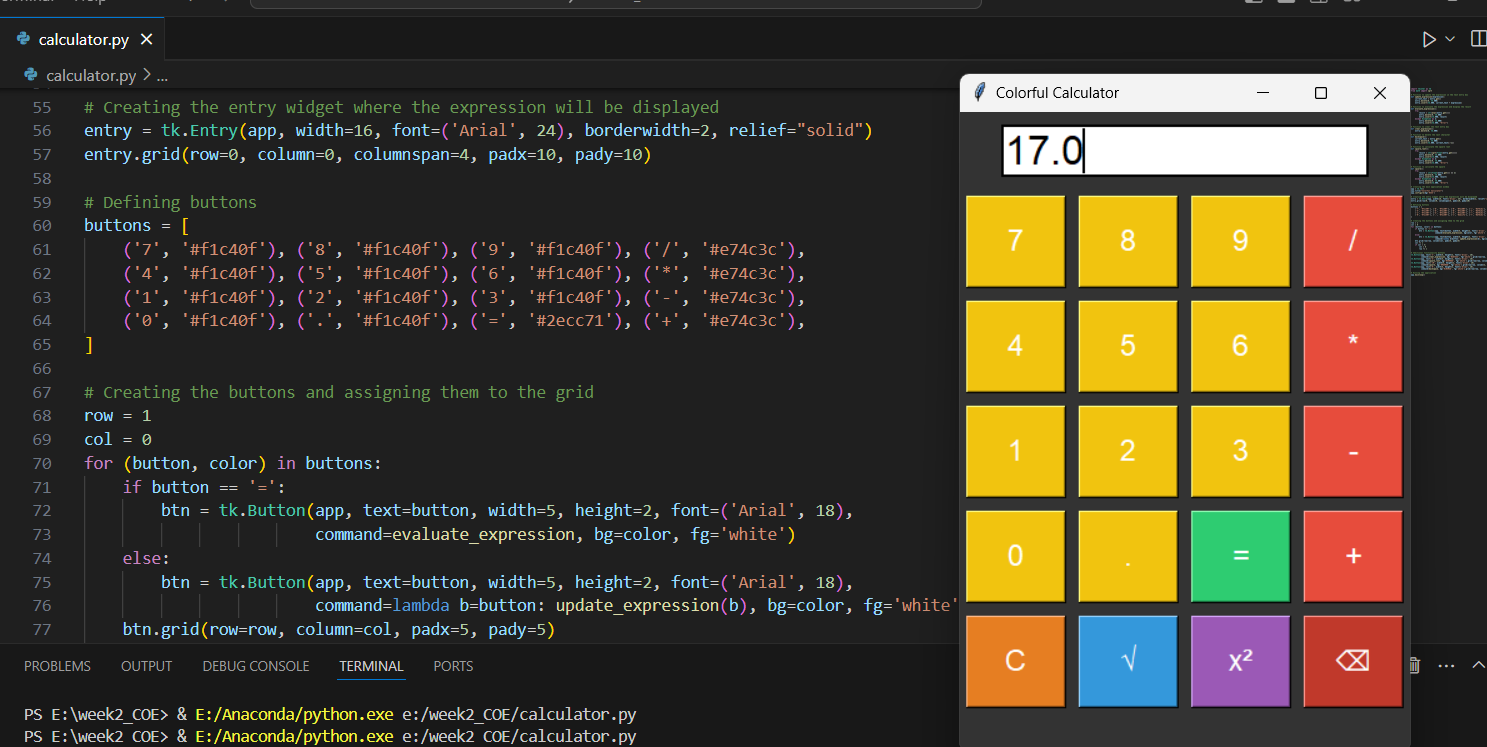 Help
calculator.py
calculator.py > ...
55 # Creating the entry widget where the expression will be displayed
56 entry = tk.Entry(app, width=16, font=('Arial', 24), borderwidth=2, relief="solid")
57 entry.grid(row=0, column=0, columnspan=4, padx=10, pady=10)
58
59 # Defining buttons
60 buttons = [
61     ('7', '#f1c40f'), ('8', '#f1c40f'), ('9', '#f1c40f'), ('/', '#e74c3c'),
62     ('4', '#f1c40f'), ('5', '#f1c40f'), ('6', '#f1c40f'), ('*', '#e74c3c'),
63     ('1', '#f1c40f'), ('2', '#f1c40f'), ('3', '#f1c40f'), ('-', '#e74c3c'),
64     ('0', '#f1c40f'), ('.', '#f1c40f'), ('=', '#2ecc71'), ('+', '#e74c3c'),
65 ]
66
67 # Creating the buttons and assigning them to the grid
68 row = 1
69 col = 0
70 for (button, color) in buttons:
71     if button == '=':
72         btn = tk.Button(app, text=button, width=5, height=2, font=('Arial', 18),
73                         command=evaluate_expression, bg=color, fg='white')
74     else:
75         btn = tk.Button(app, text=button, width=5, height=2, font=('Arial', 18),
76                         command=lambda b=button: update_expression(b), bg=color, fg='white'
77     btn.grid(row=row, column=col, padx=5, pady=5)
PROBLEMS OUTPUT DEBUG CONSOLE TERMINAL PORTS
PS E:\week2_COE> & E:/Anaconda/python.exe e:/week2_COE/calculator.py
PS E:\week2_COE> & E:/Anaconda/python.exe e:/week2_COE/calculator.py
Colorful Calculator
17.0
7 8 9 /
4 5 6 *
1 2 3 -
0 . = +
C √ x² ⌫